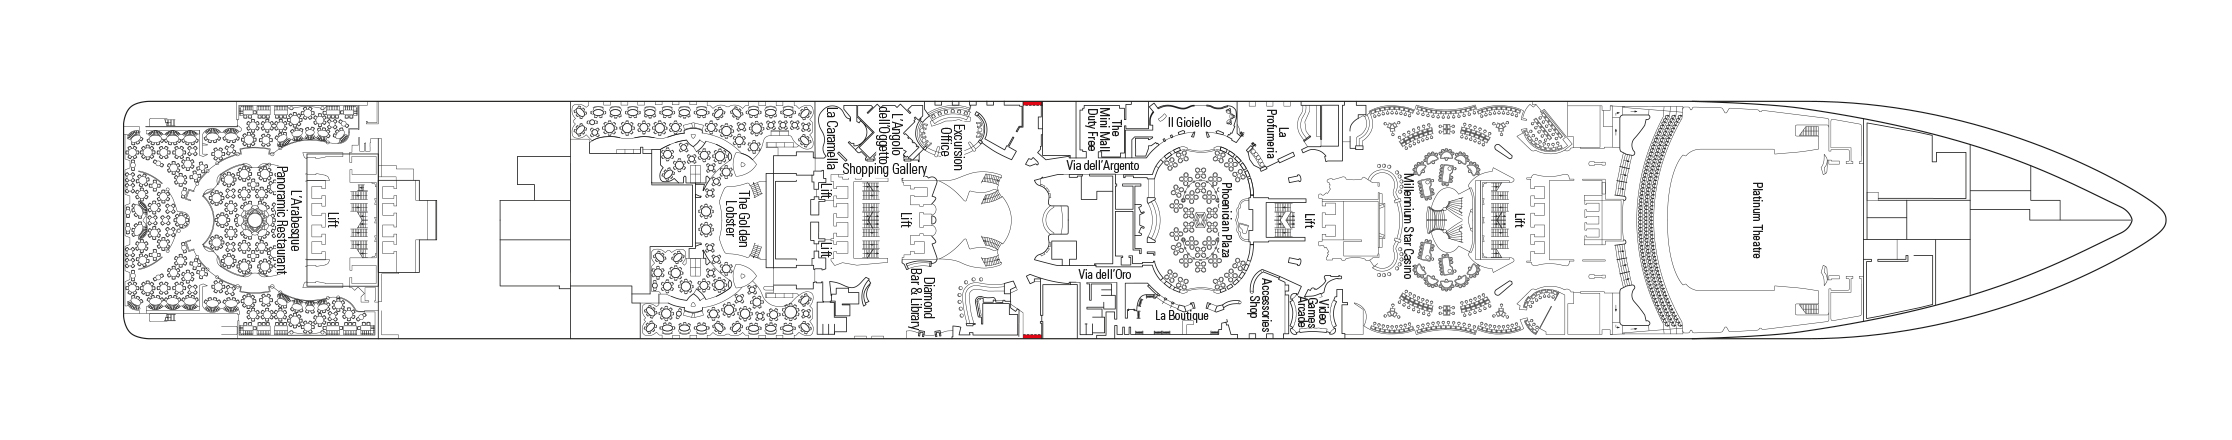 L'Arabesque
Panoramic Restaurant
Lift
The Golden
Lobster
Lift
Lift
La Caramella
L'Angolo
dell'Oggetto
Shopping Gallery
Excursion
Office
Lift
Diamond
Bar & Library
Via dell'Argento
Via dell'Oro
The
Mini Mall
Duty Free
Il Gioiello
Phoenician Plaza
La Boutique
La
Profumeria
Lift
Accessories
Shop
Video
Games
Arcade
Millennium Star Casino
Lift
Platinum Theatre